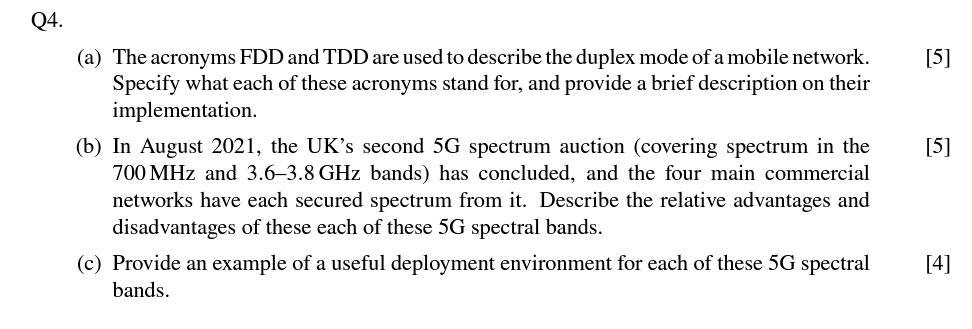 Q4.
(a) The acronyms FDD and TDD are used to describe the duplex mode of a mobile network. [5]
Specify what each of these acronyms stand for, and provide a brief description on their
implementation.
(b) In August 2021, the UK's second 5G spectrum auction (covering spectrum in the [5]
700 MHz and 3.6–3.8 GHz bands) has concluded, and the four main commercial
networks have each secured spectrum from it. Describe the relative advantages and
disadvantages of these each of these 5G spectral bands.
(c) Provide an example of a useful deployment environment for each of these 5G spectral [4]
bands.